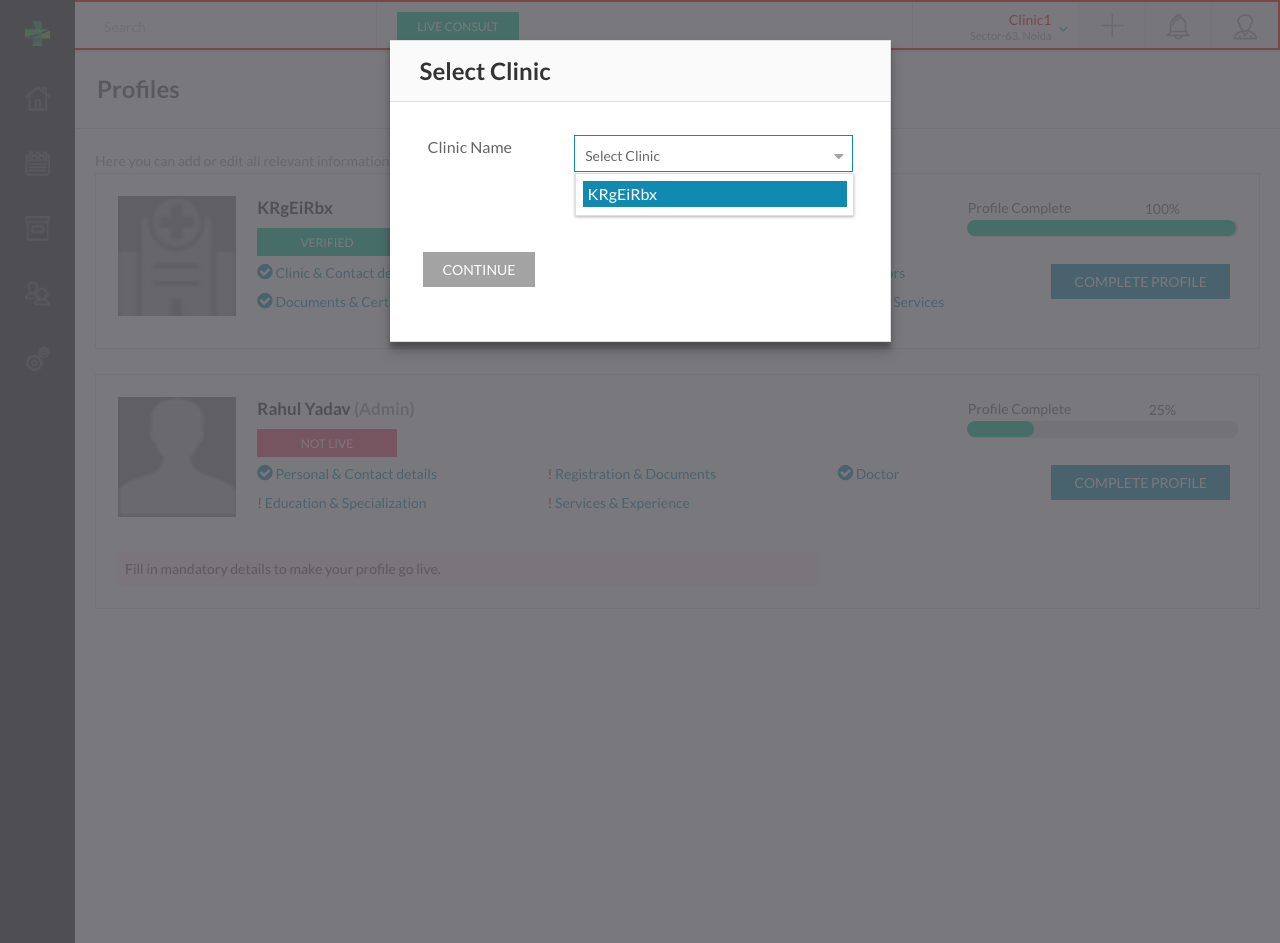 Search
LIVE CONSULT
Clinic1
Sector-63, Noida
Select Clinic
Profiles
Clinic Name
Select Clinic
KRgEiRbx
CONTINUE
Here you can add or edit all relevant information
KRgEiRbx
VERIFIED
Clinic & Contact de
Documents & Cert
Services
Profile Complete 100%
COMPLETE PROFILE
Rahul Yadav (Admin)
NOT LIVE
Personal & Contact details
! Registration & Documents
Doctor
! Education & Specialization
! Services & Experience
Profile Complete 25%
COMPLETE PROFILE
Fill in mandatory details to make your profile go live.